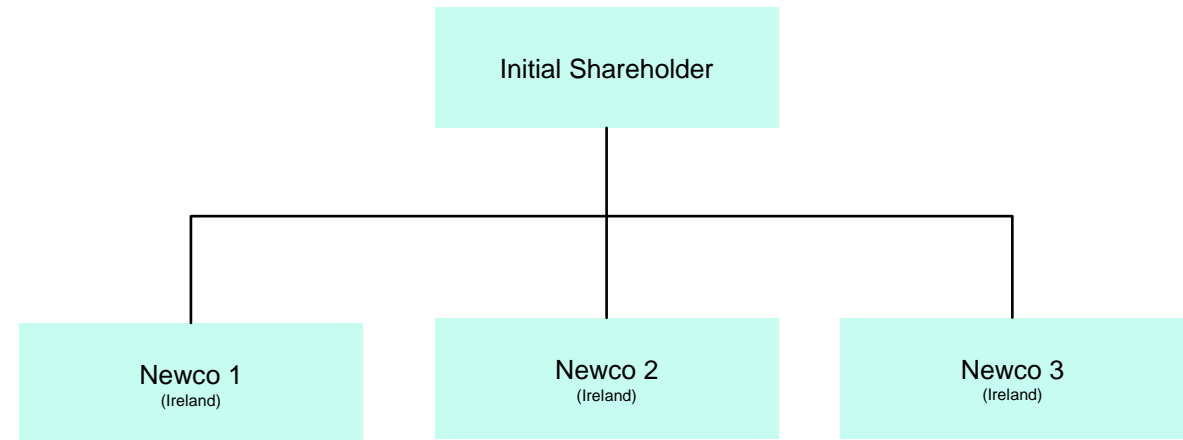 Initial Shareholder
Newco 1
(Ireland)
Newco 2
(Ireland)
Newco 3
(Ireland)